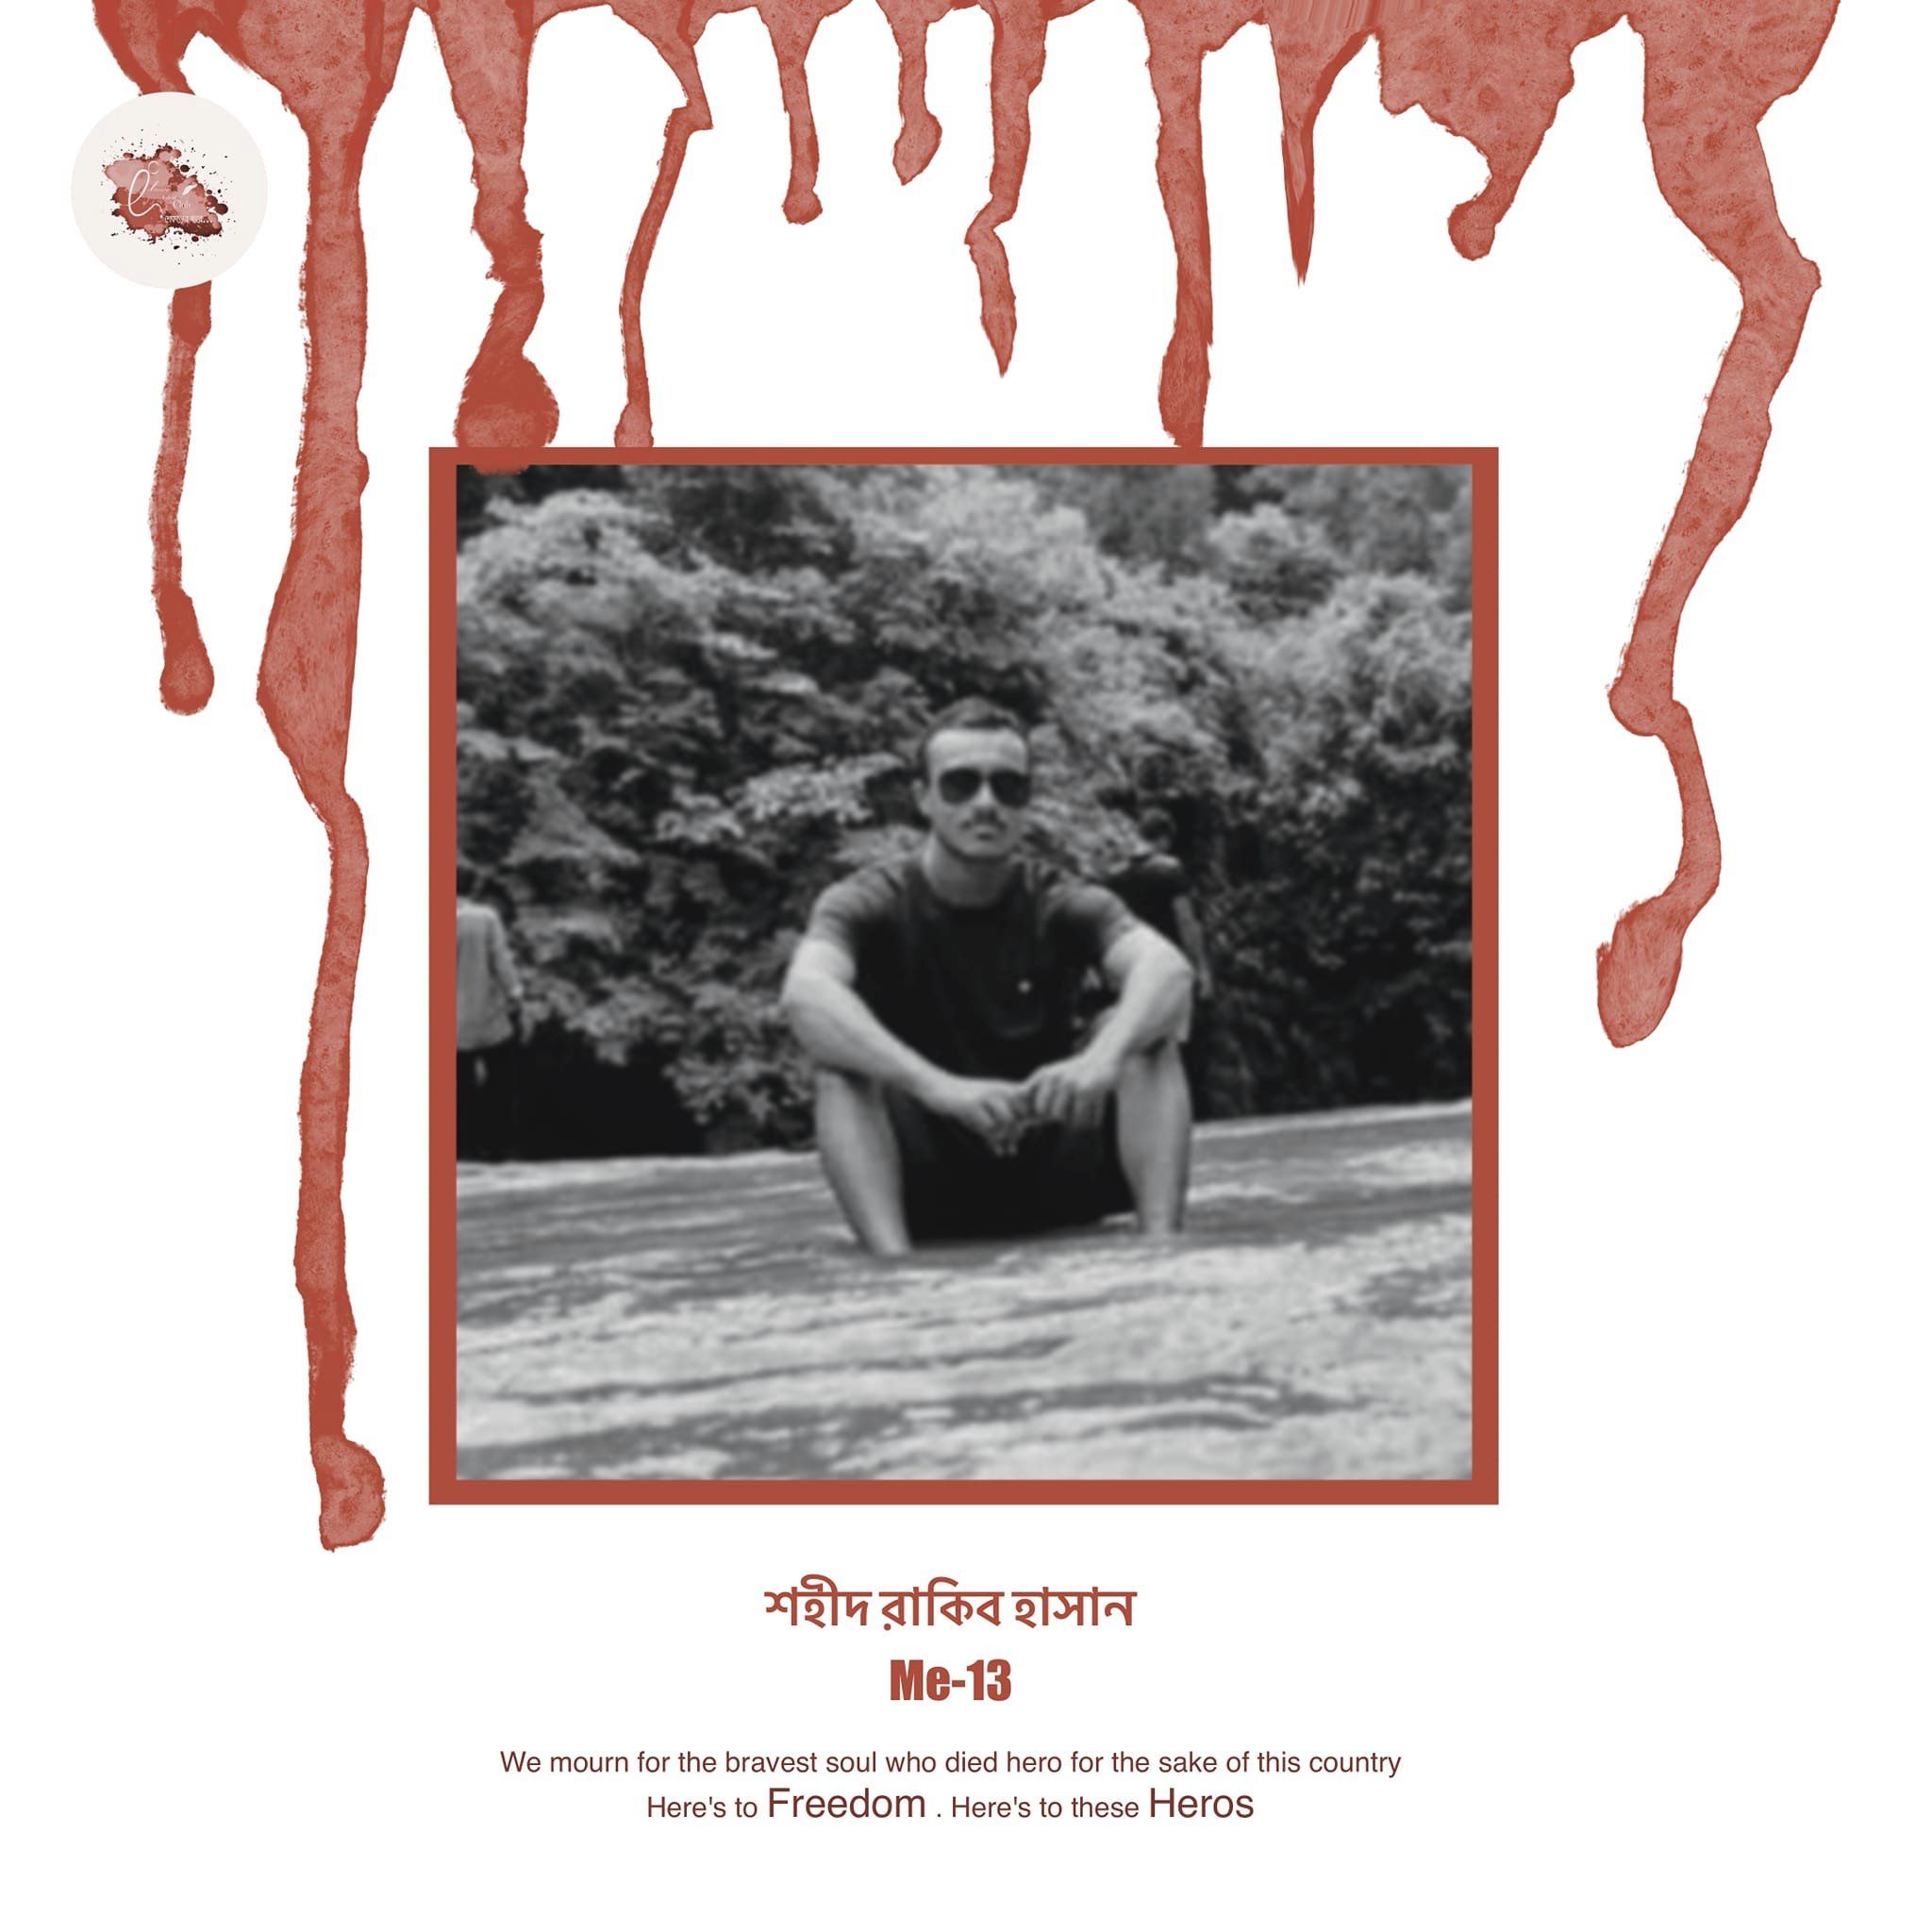 শহীদ রাকিব হাসান
Me-13
We mourn for the bravest soul who died hero for the sake of this country
Here's to Freedom . Here's to these Heros